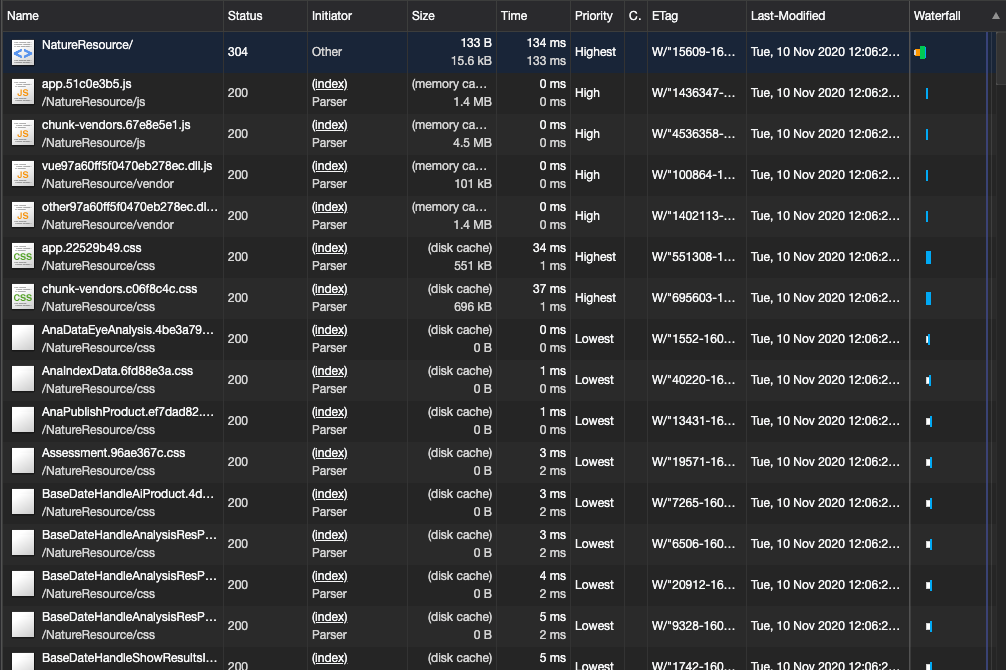 Name Status Initiator Size Time Priority C. ETag Last-Modified Waterfall
NatureResource/ 304 Other 133 B 134 ms Highest W/"15609-16... Tue, 10 Nov 2020 12:06:2...
15.6 kB 133 ms
app.51c0e3b5.js 200 (index) (memory ca... 0 ms High W/"1436347-... Tue, 10 Nov 2020 12:06:2...
/NatureResource/js Parser 1.4 MB 0 ms
chunk-vendors.67e8e5e1.js 200 (index) (memory ca... 0 ms High W/"4536358-... Tue, 10 Nov 2020 12:06:2...
/NatureResource/js Parser 4.5 MB 0 ms
vue97a60ff5f0470eb278ec.dll.js 200 (index) (memory ca... 0 ms High W/"100864-1... Tue, 10 Nov 2020 12:06:2...
/NatureResource/vendor Parser 101 kB 0 ms
other97a60ff5f0470eb278ec.dl... 200 (index) (memory ca... 0 ms High W/"1402113-... Tue, 10 Nov 2020 12:06:2...
/NatureResource/vendor Parser 1.4 MB 0 ms
app.22529b49.css 200 (index) (disk cache) 34 ms Highest W/"551308-1... Tue, 10 Nov 2020 12:06:2...
/NatureResource/css Parser 551 kB 1 ms
chunk-vendors.c06f8c4c.css 200 (index) (disk cache) 37 ms Highest W/"695603-1... Tue, 10 Nov 2020 12:06:2...
/NatureResource/css Parser 696 kB 1 ms
AnaDataEyeAnalysis.4be3a79... 200 (index) (disk cache) 0 ms Lowest W/"1552-160... Tue, 10 Nov 2020 12:06:2...
/NatureResource/css Parser 0 B 0 ms
AnaIndexData.6fd88e3a.css 200 (index) (disk cache) 1 ms Lowest W/"40220-16... Tue, 10 Nov 2020 12:06:2...
/NatureResource/css Parser 0 B 0 ms
AnaPublishProduct.ef7dad82.... 200 (index) (disk cache) 1 ms Lowest W/"13431-160... Tue, 10 Nov 2020 12:06:2...
/NatureResource/css Parser 0 B 0 ms
Assessment.96ae367c.css 200 (index) (disk cache) 3 ms Lowest W/"19571-16... Tue, 10 Nov 2020 12:06:2...
/NatureResource/css Parser 0 B 2 ms
BaseDateHandleAiProduct.4d... 200 (index) (disk cache) 3 ms Lowest W/"7265-160... Tue, 10 Nov 2020 12:06:2...
/NatureResource/css Parser 0 B 2 ms
BaseDateHandleAnalysisResP... 200 (index) (disk cache) 3 ms Lowest W/"6506-160... Tue, 10 Nov 2020 12:06:2...
/NatureResource/css Parser 0 B 2 ms
BaseDateHandleAnalysisResP... 200 (index) (disk cache) 4 ms Lowest W/"20912-16... Tue, 10 Nov 2020 12:06:2...
/NatureResource/css Parser 0 B 2 ms
BaseDateHandleAnalysisResP... 200 (index) (disk cache) 5 ms Lowest W/"9328-160... Tue, 10 Nov 2020 12:06:2...
/NatureResource/css Parser 0 B 2 ms
BaseDateHandleShowResultsI... 200 (index) (disk cache) 5 ms Lowest W/"1742-160... Tue, 10 Nov 2020 12:06:2...